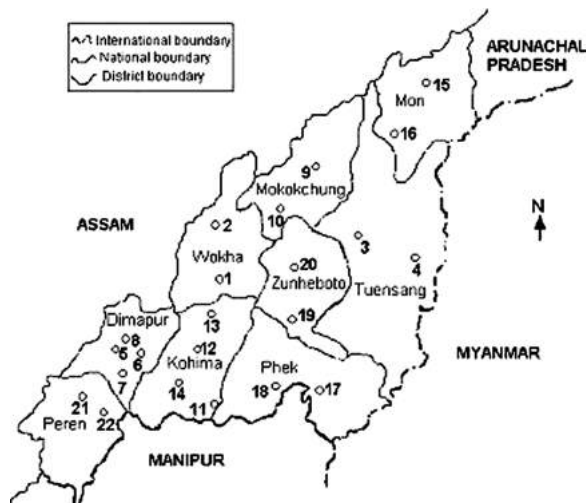 International boundary
National boundary
District boundary
ARUNACHAL
PRADESH
15
Mon
16
9
Mokokchung
10
ASSAM
2
N
3
4
Wokha
20
Zunheboto
1
Tuensang
13
19
Dimapur
8
5
6
12
Kohima
MYANMAR
Phek
7
14
18
17
21
11
Peren
22
MANIPUR